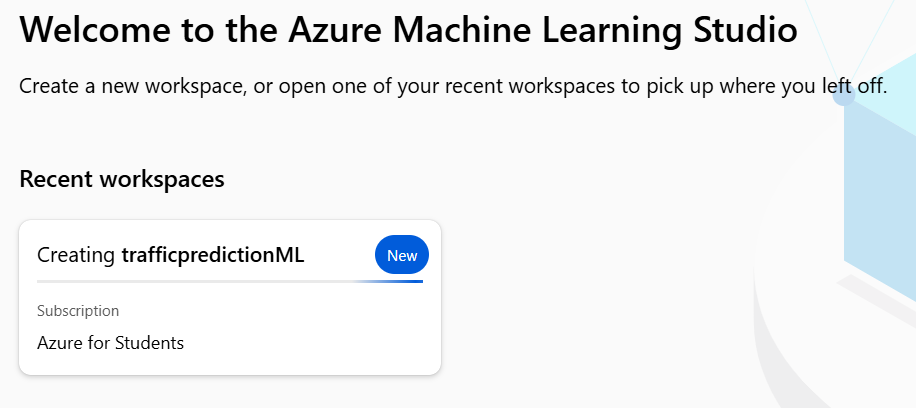 Welcome to the Azure Machine Learning Studio
Create a new workspace, or open one of your recent workspaces to pick up where you left off.
Recent workspaces
Creating trafficpredictionML
New
Subscription
Azure for Students